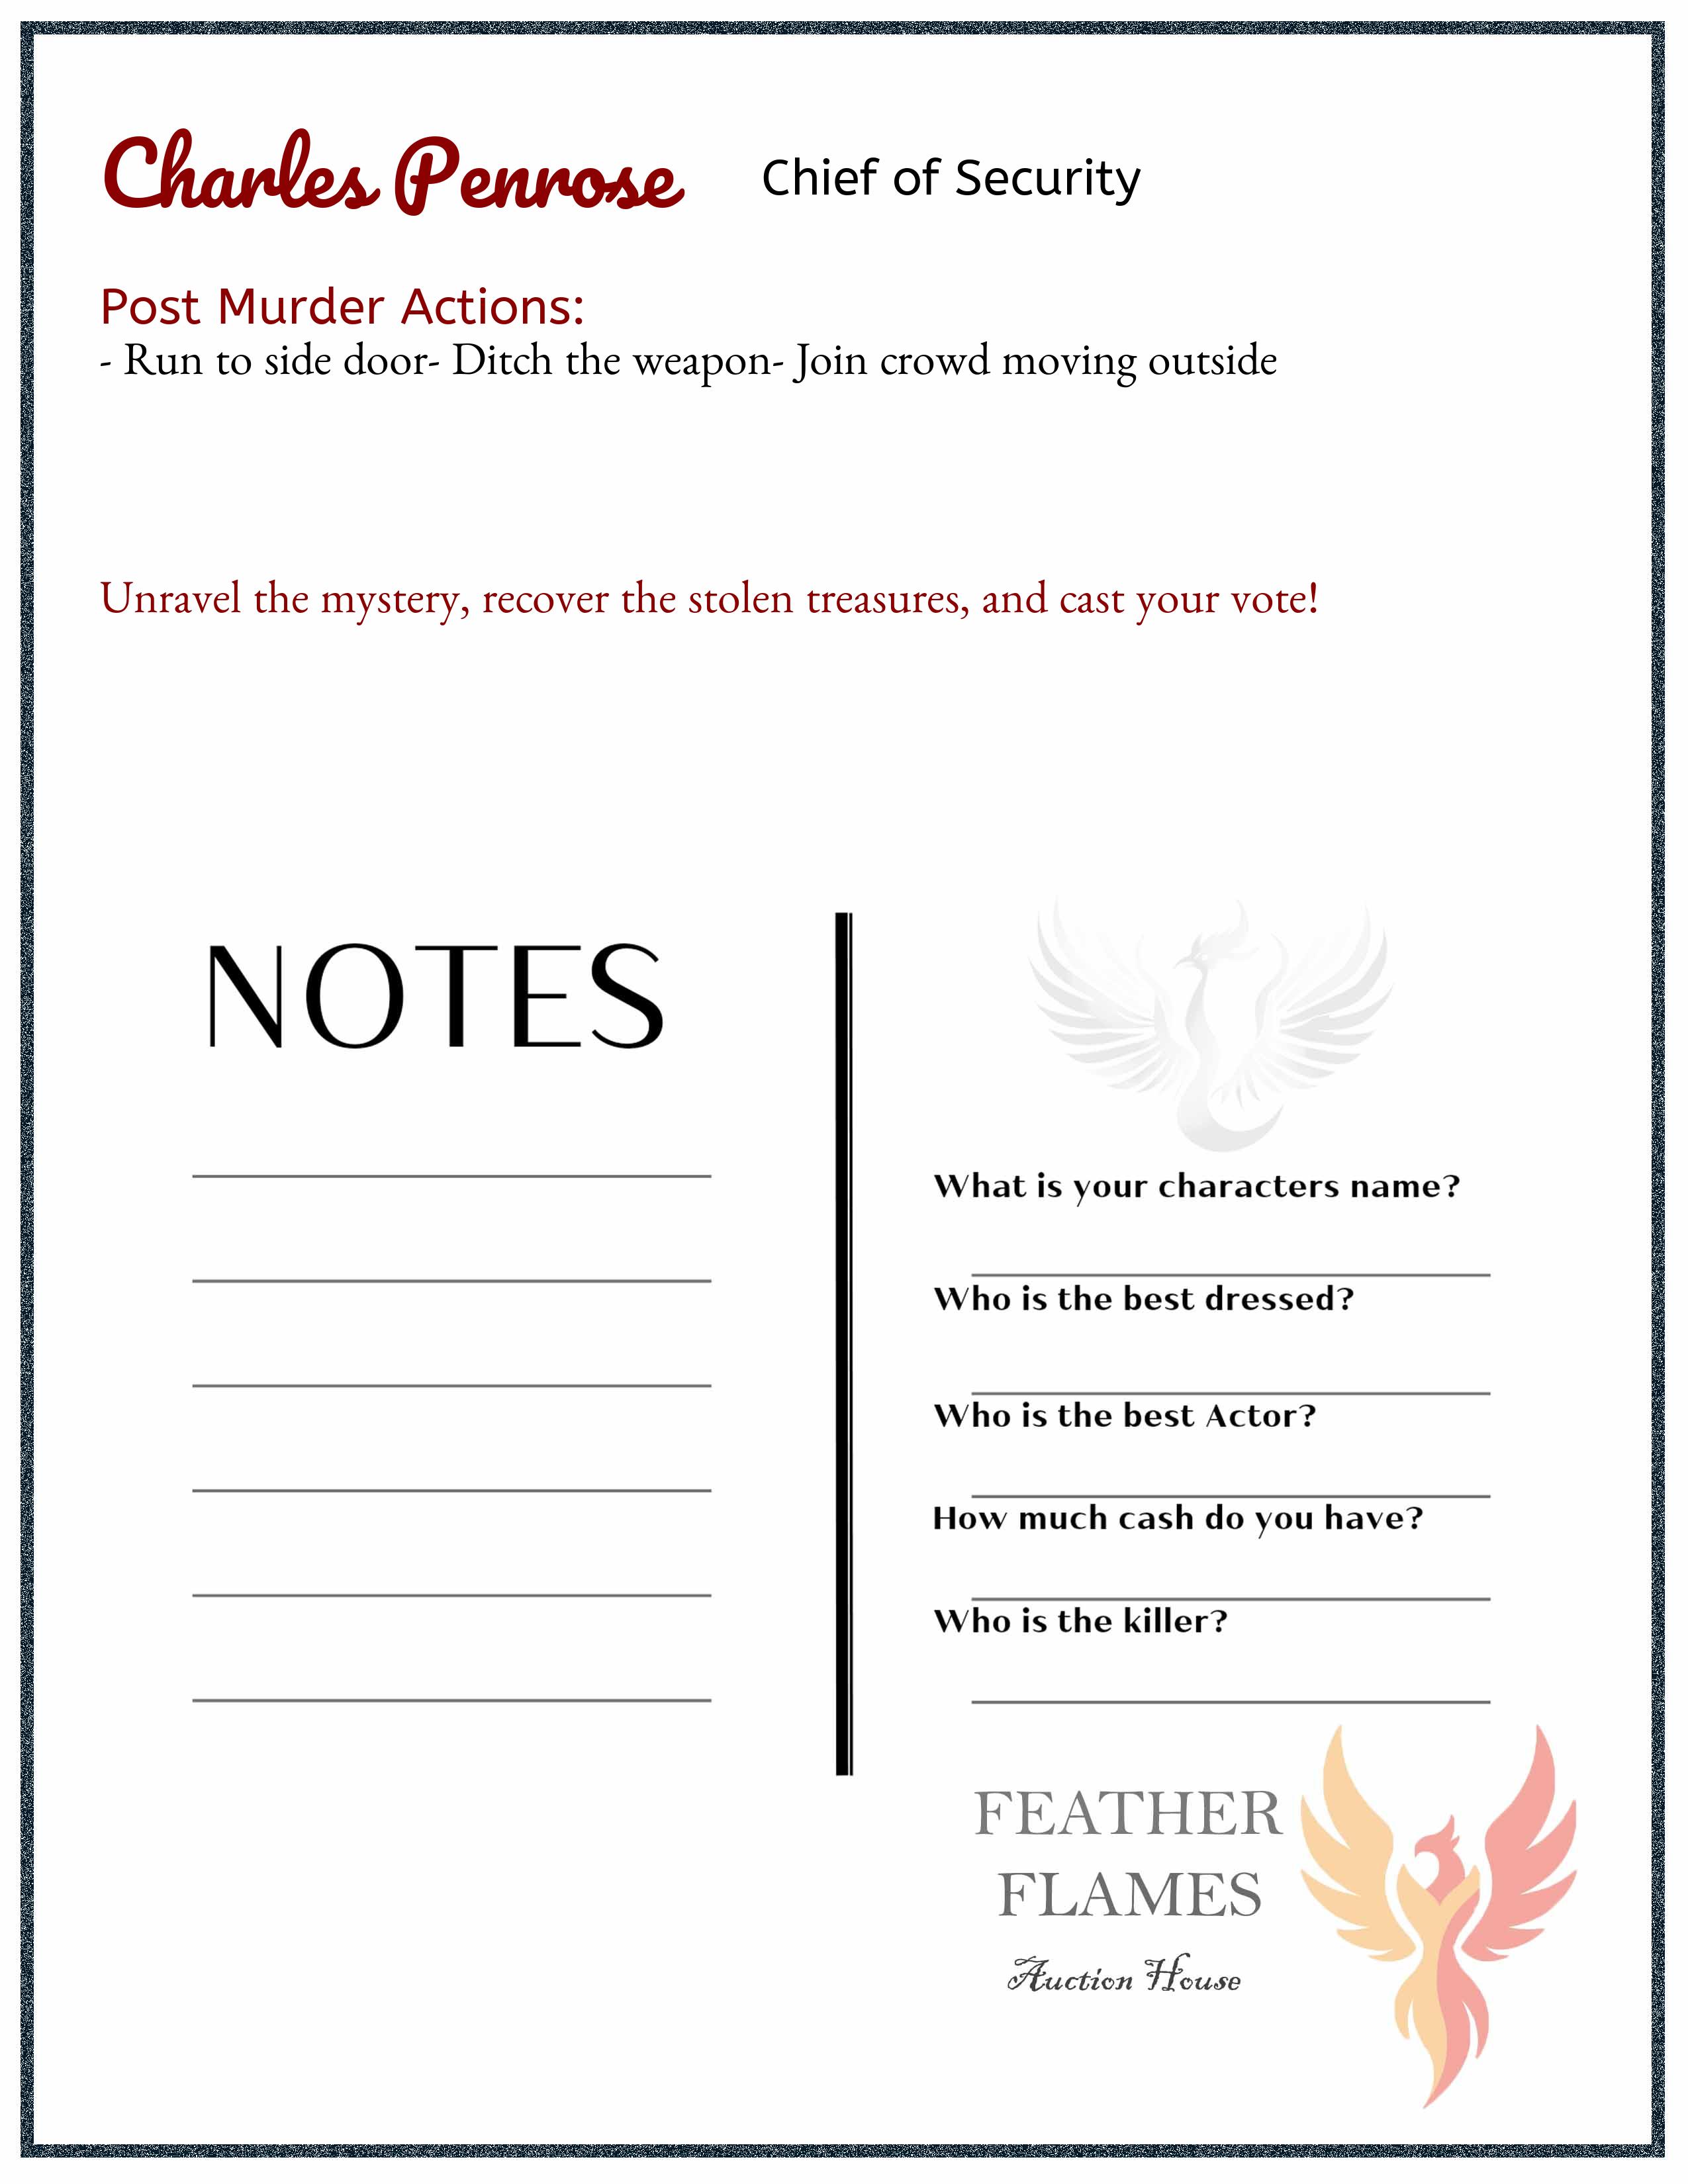 Charles Penrose Chief of Security
Post Murder Actions:
- Run to side door- Ditch the weapon- Join crowd moving outside
Unravel the mystery, recover the stolen treasures, and cast your vote!
NOTES
What is your characters name?
Who is the best dressed?
Who is the best Actor?
How much cash do you have?
Who is the killer?
FEATHER
FLAMES
Auction House